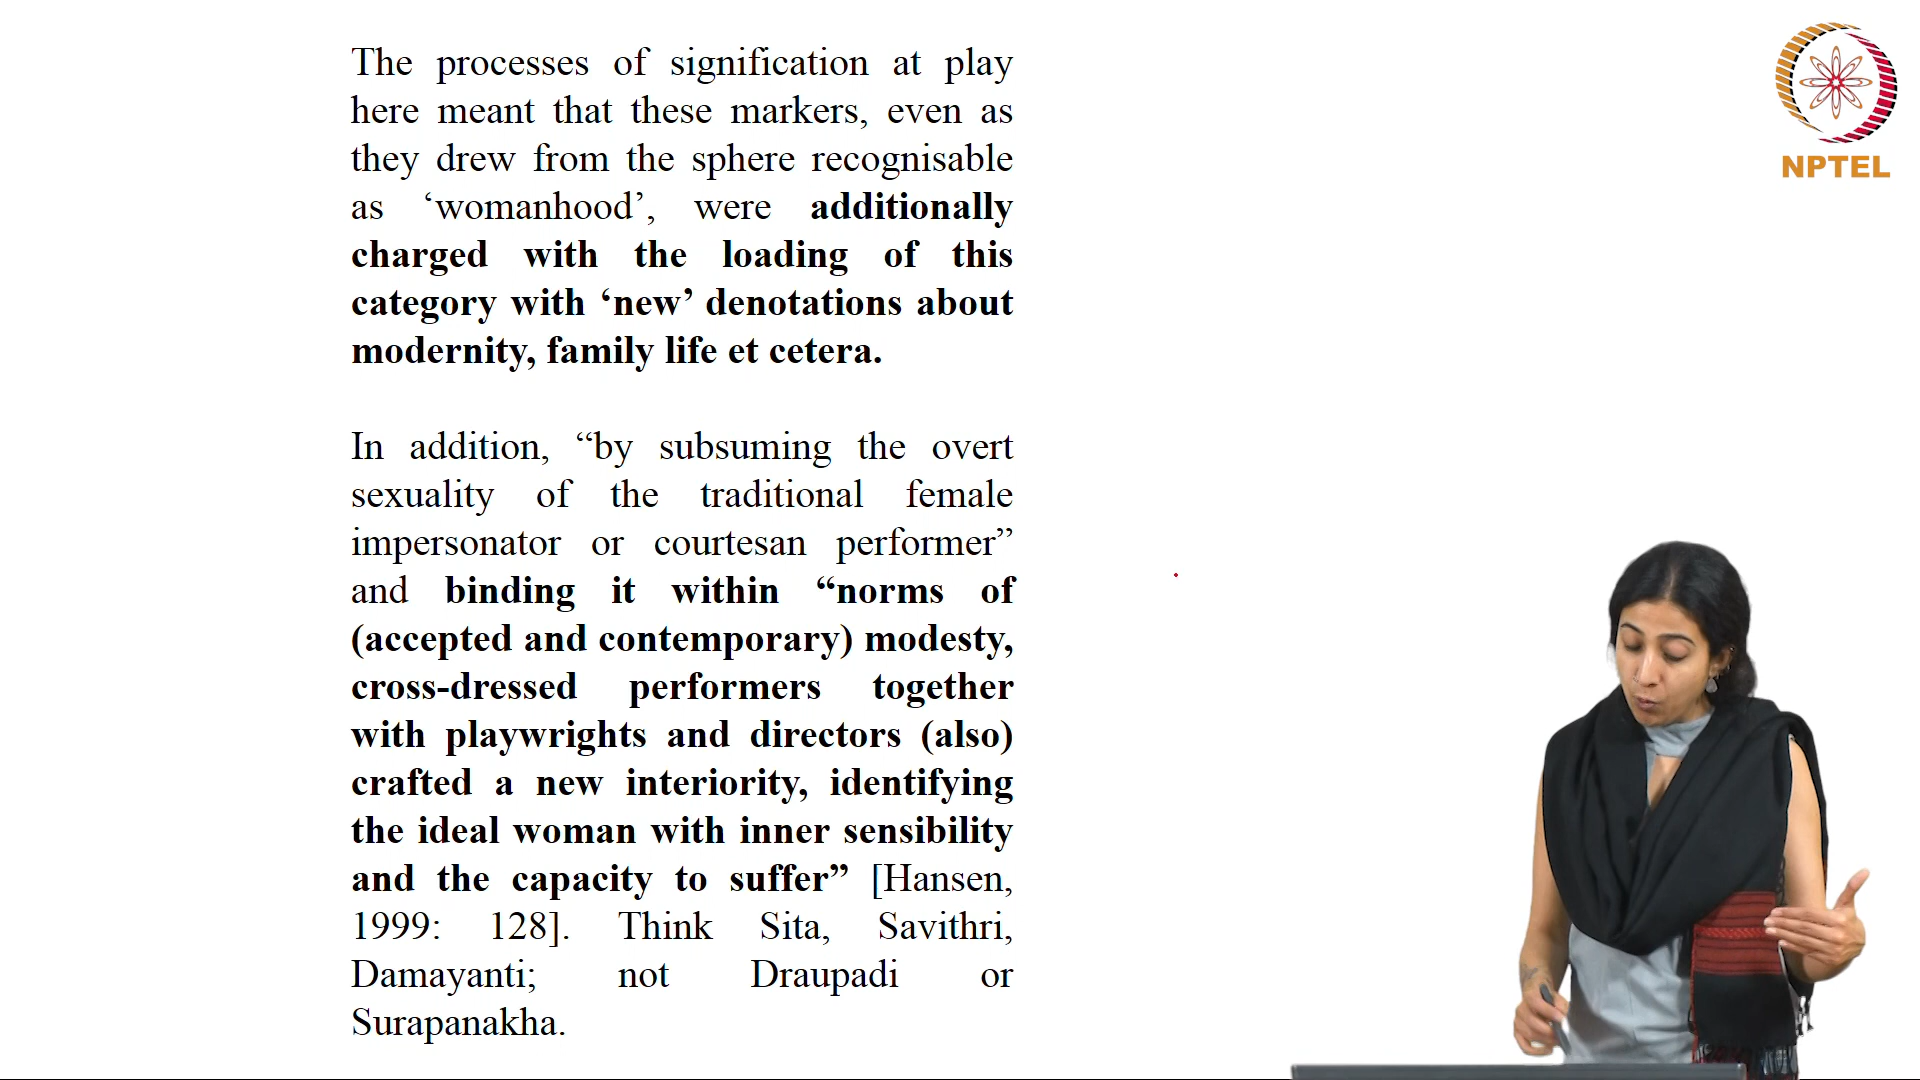 The processes of signification at play
here meant that these markers, even as
they drew from the sphere recognisable
as ‘womanhood’, were additionally
charged with the loading of this
category with ‘new’ denotations about
modernity, family life et cetera.
In addition, “by subsuming the overt
sexuality of the traditional female
impersonator or courtesan performer”
and binding it within “norms of
(accepted and contemporary) modesty,
cross-dressed performers together
with playwrights and directors (also)
crafted a new interiority, identifying
the ideal woman with inner sensibility
and the capacity to suffer” [Hansen,
1999: 128]. Think Sita, Savithri,
Damayanti; not Draupadi or
Surapanakha.
NPTEL